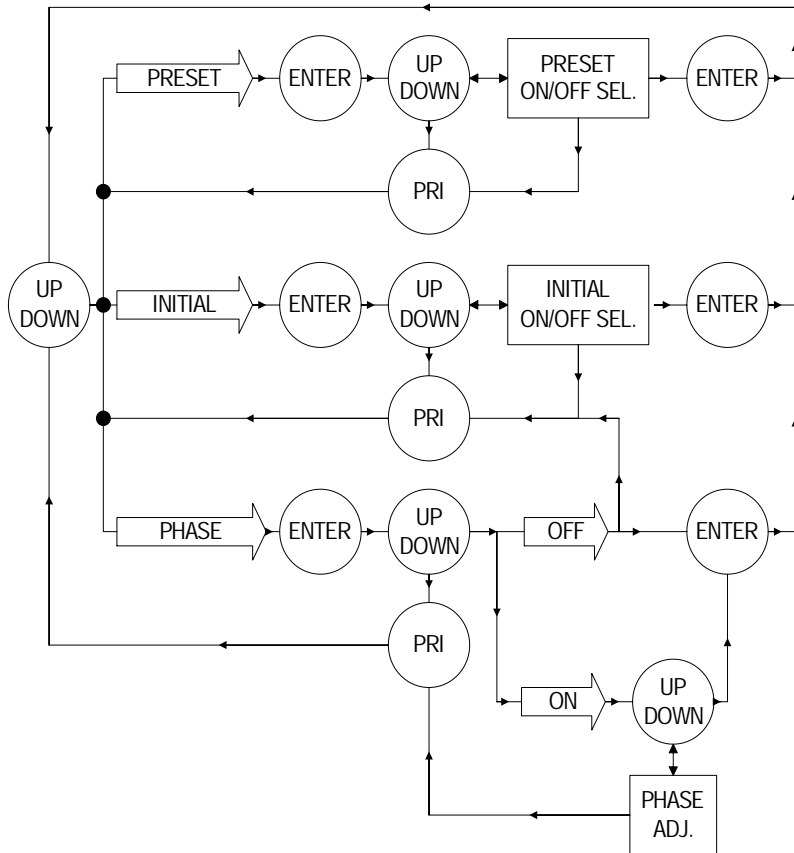 PRESET
ENTER
UP
DOWN
PRESET
ON/OFF SEL.
ENTER
PRI
UP
DOWN
INITIAL
ENTER
UP
DOWN
INITIAL
ON/OFF SEL.
ENTER
PRI
PHASE
ENTER
UP
DOWN
OFF
ENTER
PRI
ON
UP
DOWN
PHASE
ADJ.